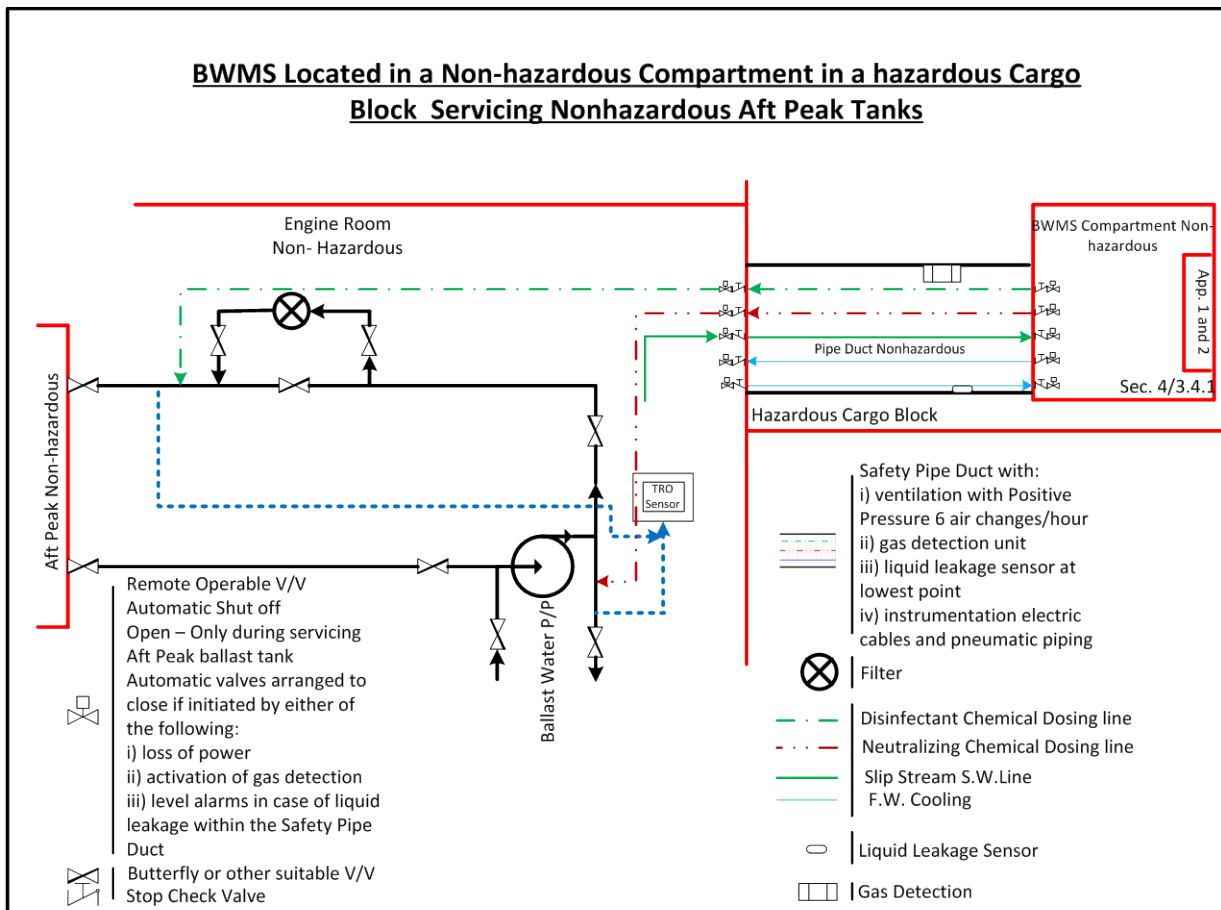 BWMS Located in a Non-hazardous Compartment in a hazardous Cargo
Block Servicing Nonhazardous Aft Peak Tanks
Engine Room
Non- Hazardous
BWMS Compartment Non-
hazardous
App. 1 and 2
Sec. 4/3.4.1
Pipe Duct Nonhazardous
Hazardous Cargo Block
Aft Peak Non-hazardous
TRO
Sensor
Ballast Water P/P
Remote Operable V/V
Automatic Shut off
Open – Only during servicing
Aft Peak ballast tank
Automatic valves arranged to
close if initiated by either of
the following:
i) loss of power
ii) activation of gas detection
iii) level alarms in case of liquid
leakage within the Safety Pipe
Duct
Butterfly or other suitable V/V
Stop Check Valve
Safety Pipe Duct with:
i) ventilation with Positive
Pressure 6 air changes/hour
ii) gas detection unit
iii) liquid leakage sensor at
lowest point
iv) instrumentation electric
cables and pneumatic piping
Filter
Disinfectant Chemical Dosing line
Neutralizing Chemical Dosing line
Slip Stream S.W.Line
F.W. Cooling
Liquid Leakage Sensor
Gas Detection